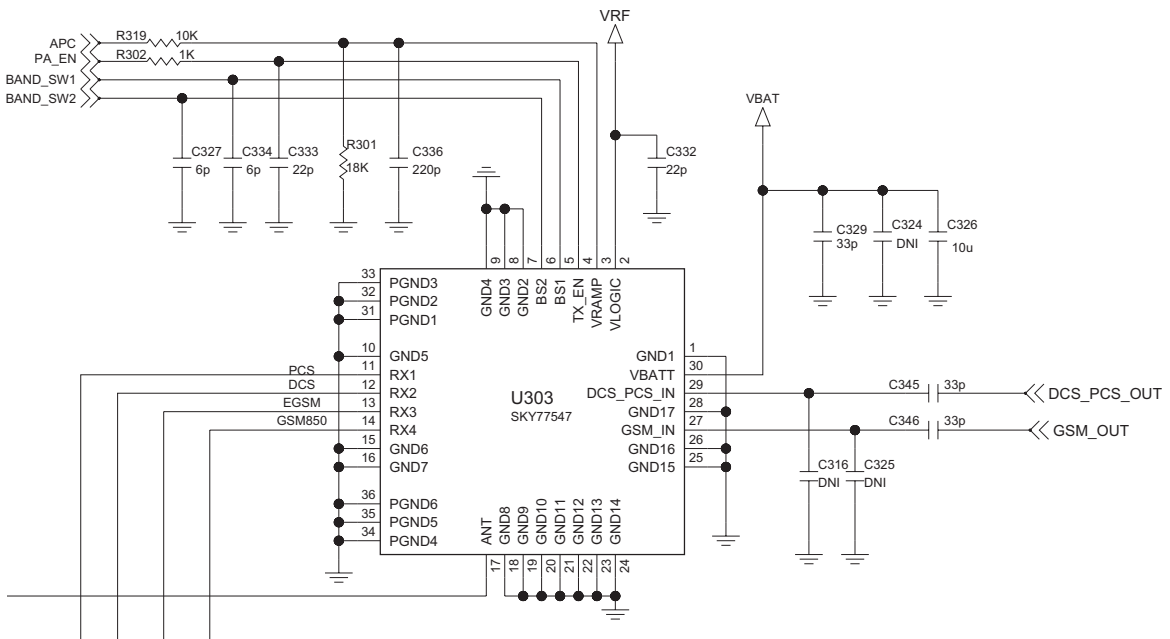 VRF
APC
R319
10K
PA_EN
R302
1K
BAND_SW1
BAND_SW2
VBAT
C327
6p
C334
6p
C333
22p
R301
18K
C336
220p
C332
22p
C329
33p
C324
DNI
C326
10u
9
8
7
6
5
4
3
2
GND4
GND3
GND2
BS2
BS1
TX_EN
VRAMP
VLOGIC
33
PGND3
32
PGND2
31
PGND1
10
GND5
PCS
11
RX1
DCS
12
RX2
EGSM
13
RX3
GSM850
14
RX4
15
GND6
16
GND7
36
PGND6
35
PGND5
34
PGND4
U303
SKY77547
GND1
1
VBATT
30
DCS_PCS_IN
29
GND17
28
GSM_IN
27
GND16
26
GND15
25
C345
33p
DCS_PCS_OUT
C346
33p
GSM_OUT
C316
DNI
C325
DNI
ANT
GND8
GND9
GND10
GND11
GND12
GND13
GND14
17
18
19
20
21
22
23
24